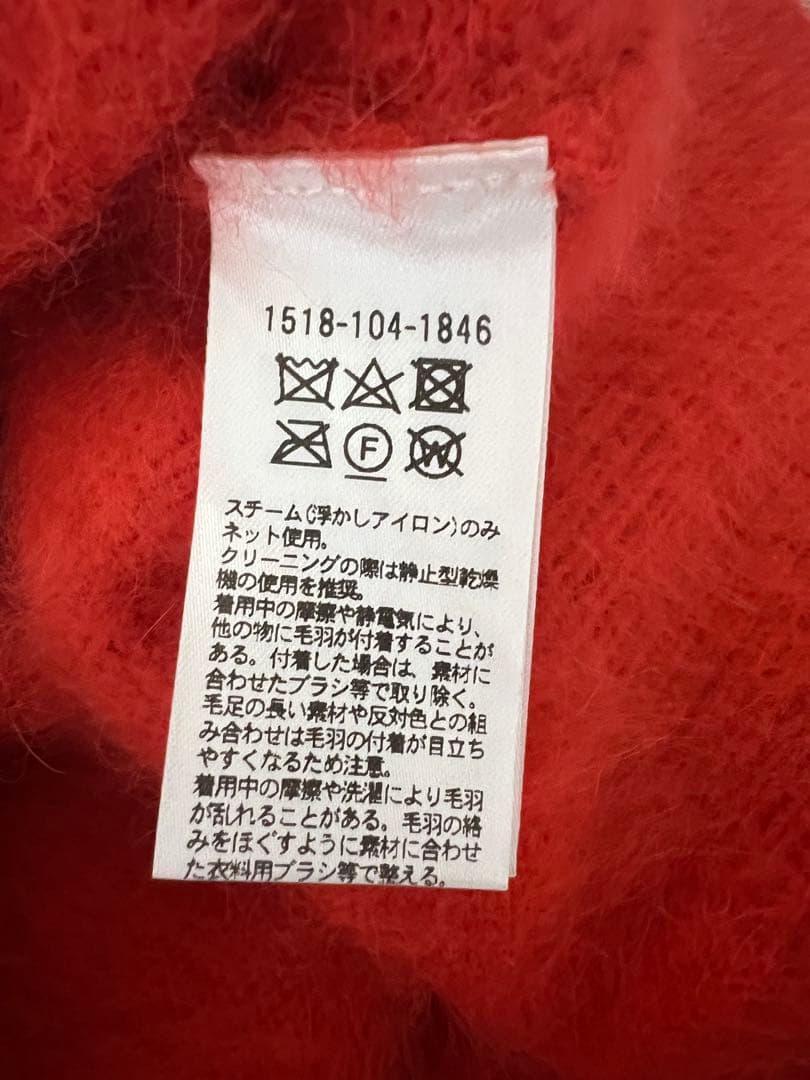 1518-104-1846
F
W
スチーム(浮かしアイロン)のみ
ネット使用。
クリーニングの際は静止型乾燥
機の使用を推奨。
着用中の摩擦や静電気により、
他の物に毛羽が付着することが
ある。付着した場合は、素材に
合わせたブラシ等で取り除く。
毛足の長い素材や反対色との組
み合わせは毛羽の付着が目立ち
やすくなるため注意。
着用中の摩擦や洗濯により毛羽
が乱れることがある。毛羽の絡
みをほぐすように素材に合わせ
た衣料用ブラシ等で整える。